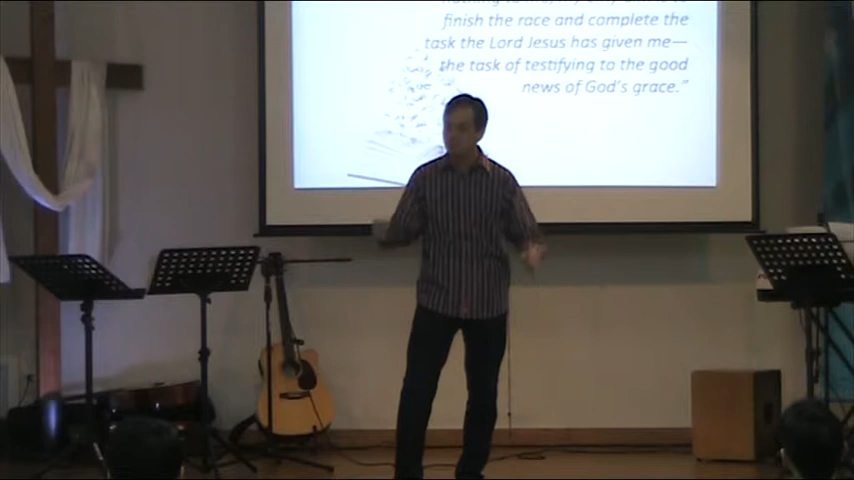 finish the race and complete the
task the Lord Jesus has given me—
the task of testifying to the good
news of God's grace.”